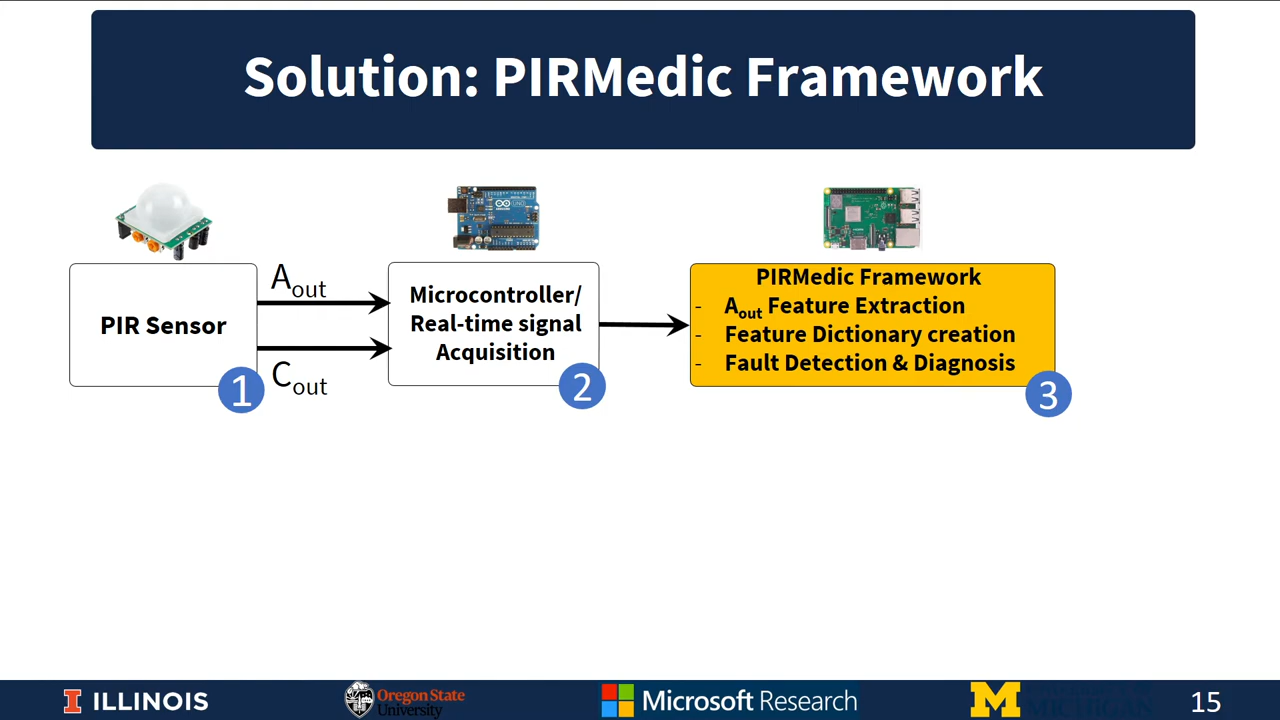 Solution: PIRMedic Framework
PIR Sensor
1
Aout
Cout
Microcontroller/
Real-time signal
Acquisition
2
PIRMedic Framework
- Aout Feature Extraction
- Feature Dictionary creation
- Fault Detection & Diagnosis
3
I ILLINOIS
Oregon State
University
Microsoft Research
M
15